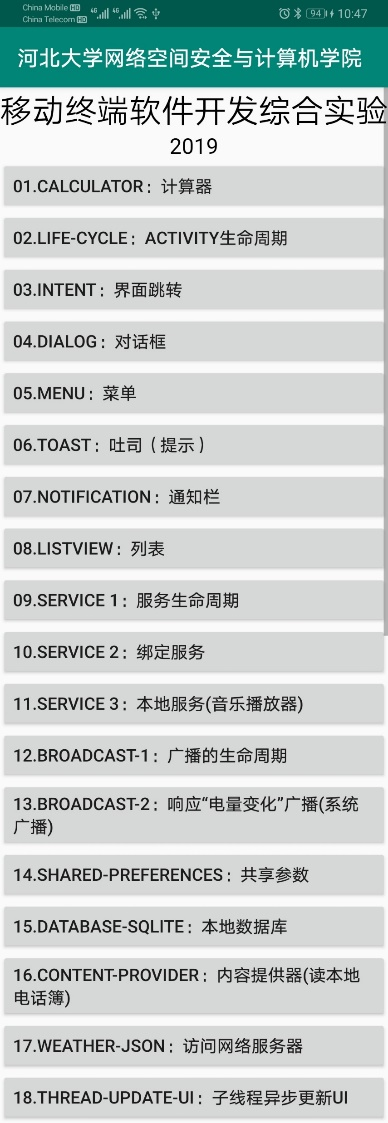 China Mobile HD
China Telecom HD
4G 4G 94 10:47
河北大学网络空间安全与计算机学院
移动终端软件开发综合实验
2019
01.CALCULATOR：计算器
02.LIFE-CYCLE：ACTIVITY生命周期
03.INTENT：界面跳转
04.DIALOG：对话框
05.MENU：菜单
06.TOAST：吐司（提示）
07.NOTIFICATION：通知栏
08.LISTVIEW：列表
09.SERVICE 1：服务生命周期
10.SERVICE 2：绑定服务
11.SERVICE 3：本地服务(音乐播放器)
12.BROADCAST-1：广播的生命周期
13.BROADCAST-2：响应“电量变化”广播(系统
广播)
14.SHARED-PREFERENCES：共享参数
15.DATABASE-SQLITE：本地数据库
16.CONTENT-PROVIDER：内容提供器(读本地
电话簿)
17.WEATHER-JSON：访问网络服务器
18.THREAD-UPDATE-UI：子线程异步更新UI